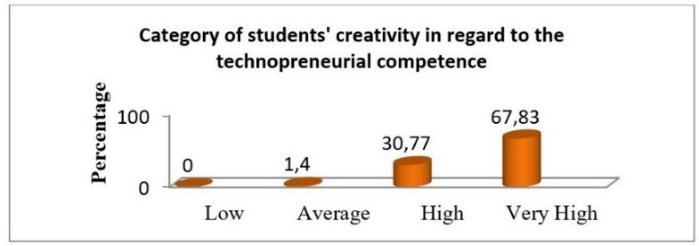 Category of students' creativity in regard to the
technopreneurial competence
Percentage
100
0
0
1,4
30,77
67,83
Low Average High Very High